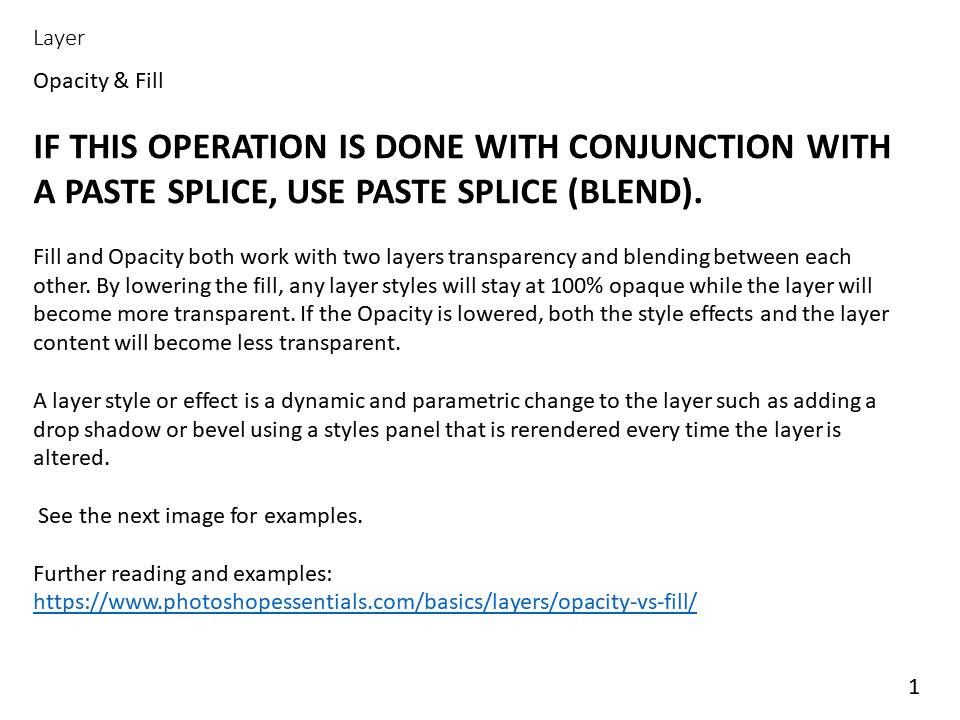 Layer
Opacity & Fill
IF THIS OPERATION IS DONE WITH CONJUNCTION WITH
A PASTE SPLICE, USE PASTE SPLICE (BLEND).
Fill and Opacity both work with two layers transparency and blending between each
other. By lowering the fill, any layer styles will stay at 100% opaque while the layer will
become more transparent. If the Opacity is lowered, both the style effects and the layer
content will become less transparent.
A layer style or effect is a dynamic and parametric change to the layer such as adding a
drop shadow or bevel using a styles panel that is rerendered every time the layer is
altered.
See the next image for examples.
Further reading and examples:
https://www.photoshopessentials.com/basics/layers/opacity-vs-fill/
1